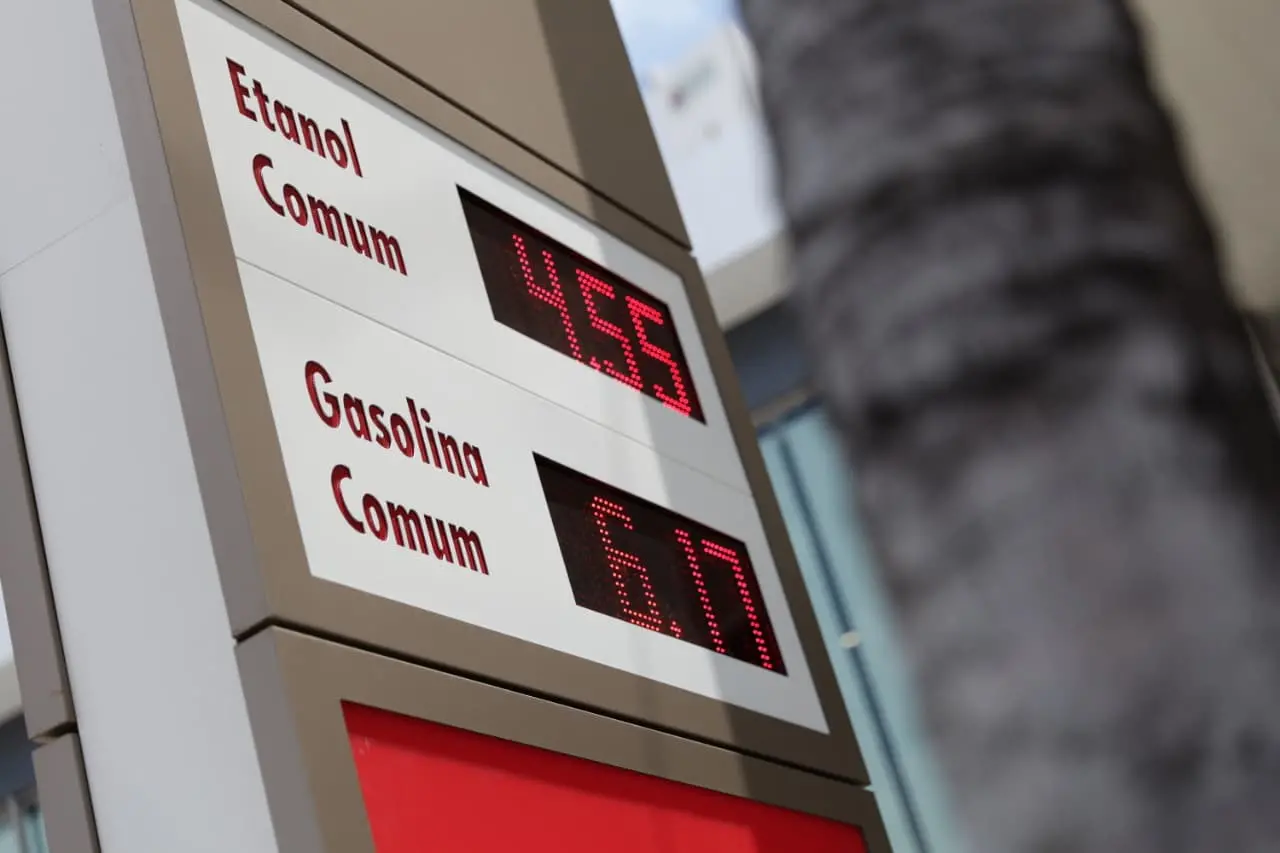 Etanol
Comum
4,55
Gasolina
Comum
6,17